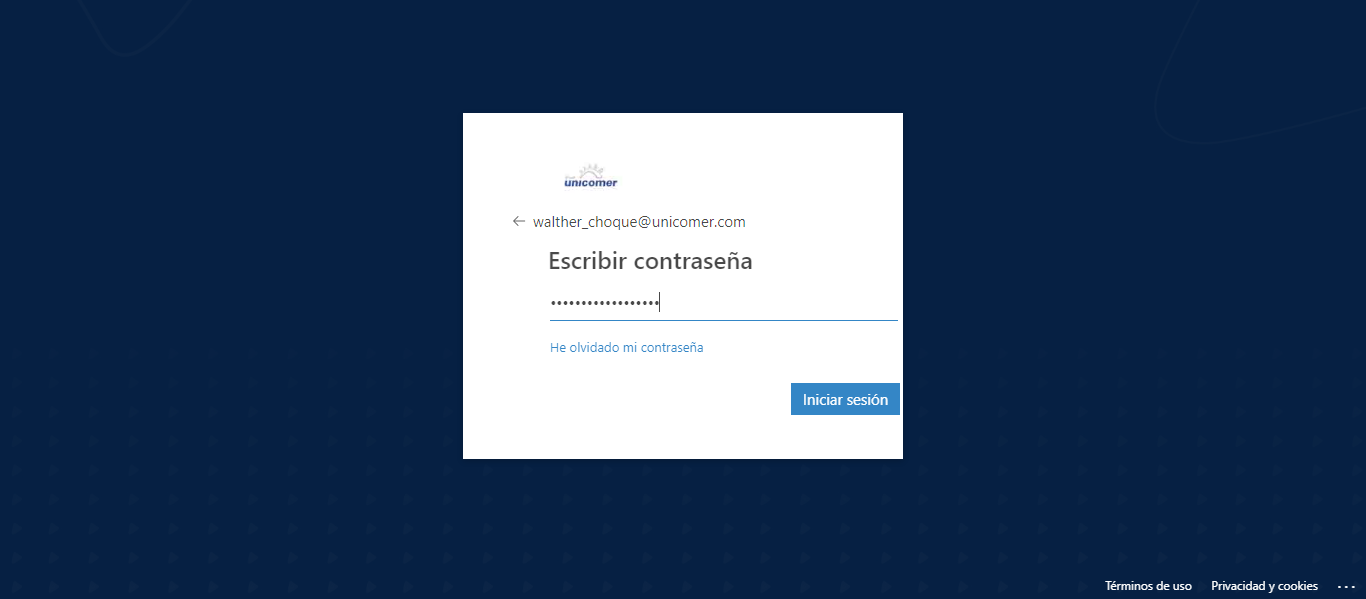 unicomer
walther_choque@unicomer.com
Escribir contraseña
••••••••••••••••••
He olvidado mi contraseña
Iniciar sesión
Términos de uso Privacidad y cookies ...